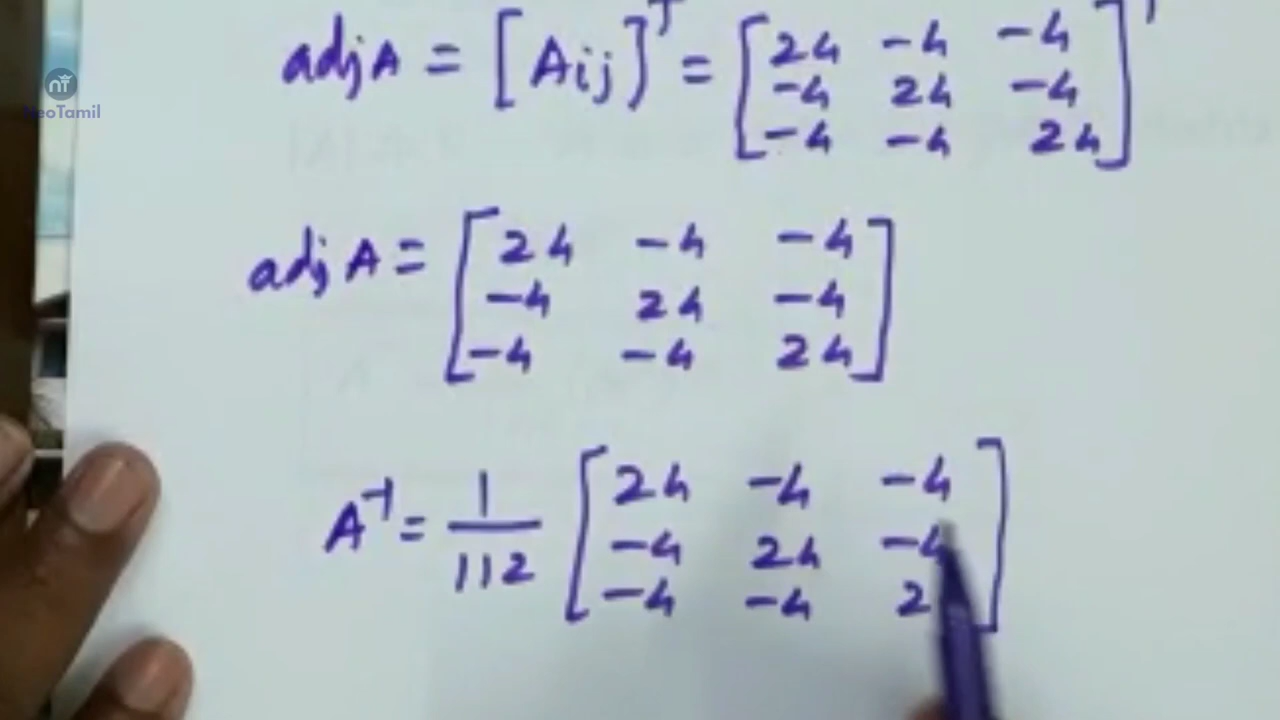 adj A = [Aij]ᵀ = [24 -4 -4]ᵀ
-4 24 -4
-4 -4 24
NeoTamil
adj A = [24 -4 -4]
-4 24 -4
-4 -4 24
A⁻¹ = 1/112 [24 -4 -4]
-4 24 -4
-4 -4 2